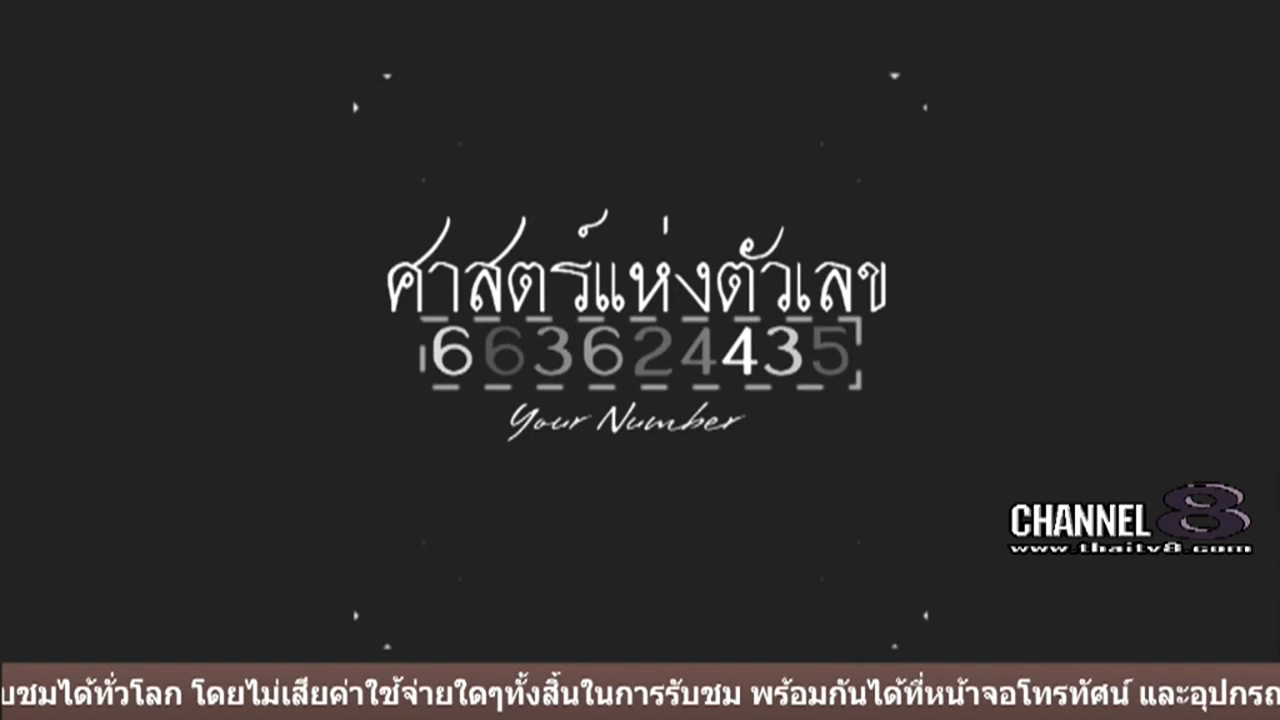 ศาสตร์แห่งตัวเลข
663624435
Your Number
CHANNEL 8
www.thaitv8.com
บชมได้ทั่วโลก โดยไม่เสียค่าใช้จ่ายใดๆทั้งสิ้นในการรับชม พร้อมกันได้ที่หน้าจอโทรทัศน์ และอุปกรณ